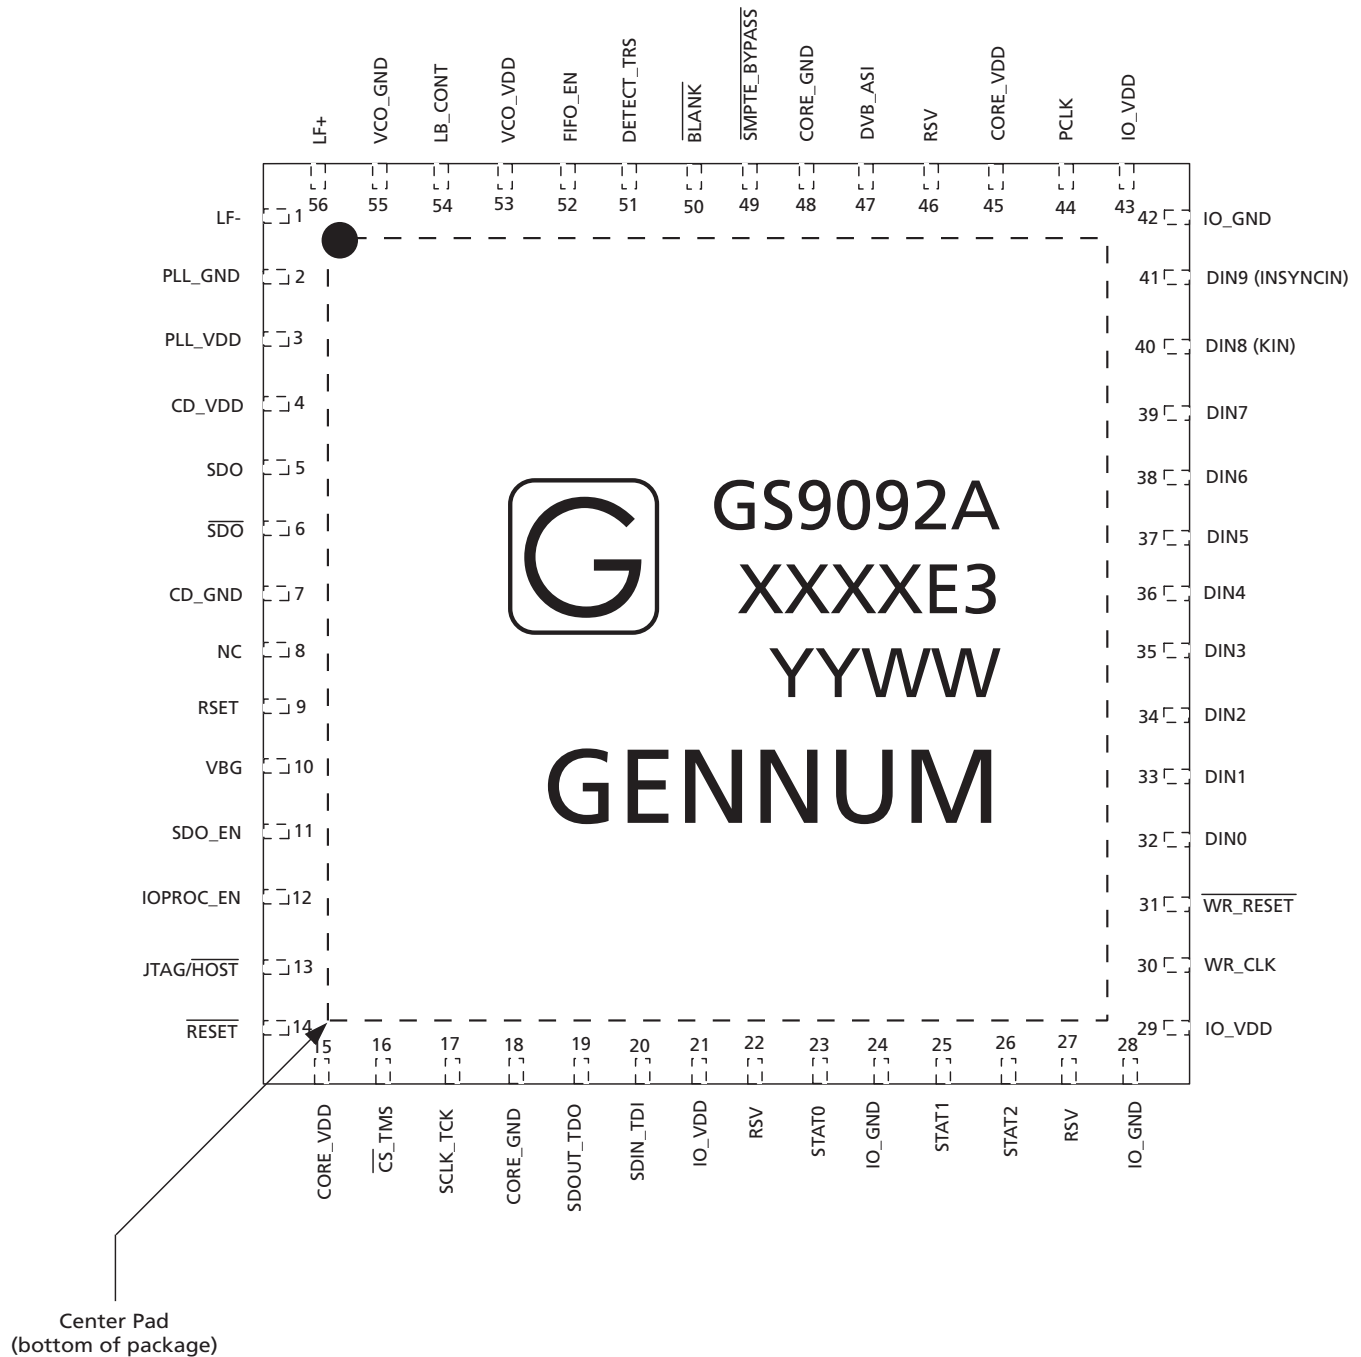 LF+
VCO_GND
LB_CONT
VCO_VDD
FIFO_EN
DETECT_TRS
BLANK
SMPTE_BYPASS
CORE_GND
DVB_ASI
RSV
CORE_VDD
PCLK
IO_VDD
56 55 54 53 52 51 50 49 48 47 46 45 44 43
LF- 1
PLL_GND 2
PLL_VDD 3
CD_VDD 4
SDO 5
SDO 6
CD_GND 7
NC 8
RSET 9
VBG 10
SDO_EN 11
IOPROC_EN 12
JTAG/HOST 13
RESET 14
G
GS9092A
XXXXE3
YYWW
GENNUM
42 IO_GND
41 DIN9 (INSYNCIN)
40 DIN8 (KIN)
39 DIN7
38 DIN6
37 DIN5
36 DIN4
35 DIN3
34 DIN2
33 DIN1
32 DIN0
31 WR_RESET
30 WR_CLK
29 IO_VDD
15 16 17 18 19 20 21 22 23 24 25 26 27 28
CORE_VDD
CS_TMS
SCLK_TCK
CORE_GND
SDOUT_TDO
SDIN_TDI
IO_VDD
RSV
STAT0
IO_GND
STAT1
STAT2
RSV
IO_GND
Center Pad
(bottom of package)